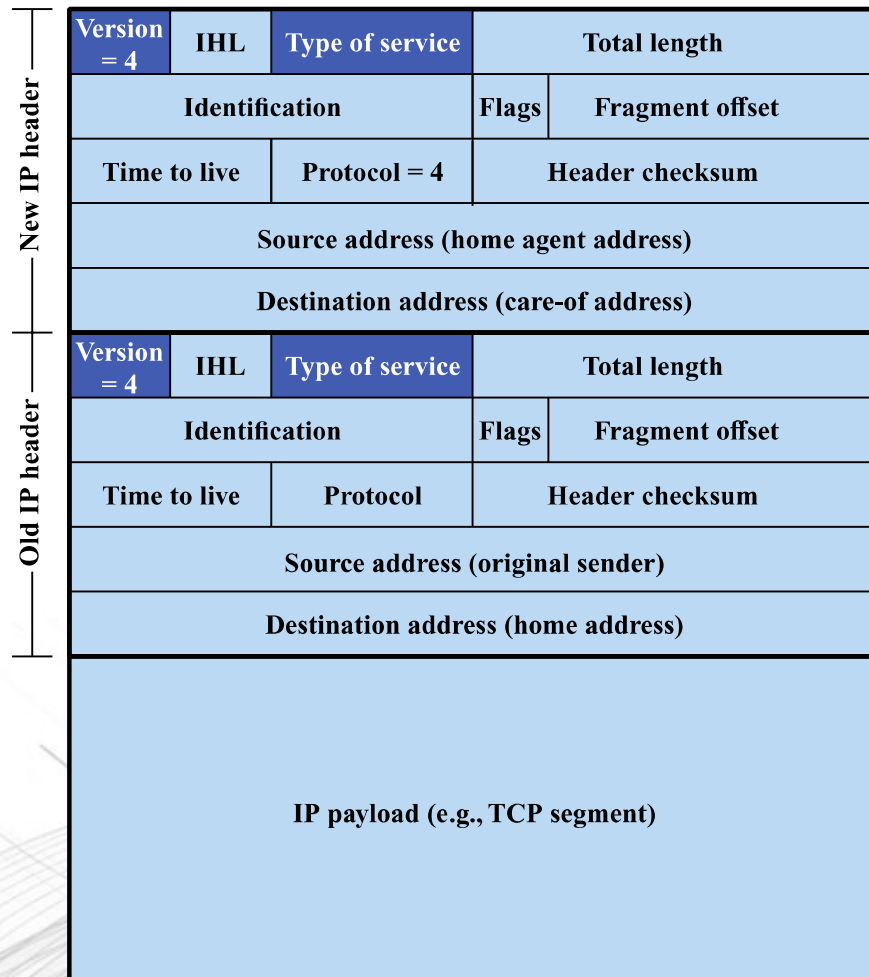 New IP header
Version = 4
IHL
Type of service
Total length
Identification
Flags
Fragment offset
Time to live
Protocol = 4
Header checksum
Source address (home agent address)
Destination address (care-of address)
Old IP header
Version = 4
IHL
Type of service
Total length
Identification
Flags
Fragment offset
Time to live
Protocol
Header checksum
Source address (original sender)
Destination address (home address)
IP payload (e.g., TCP segment)